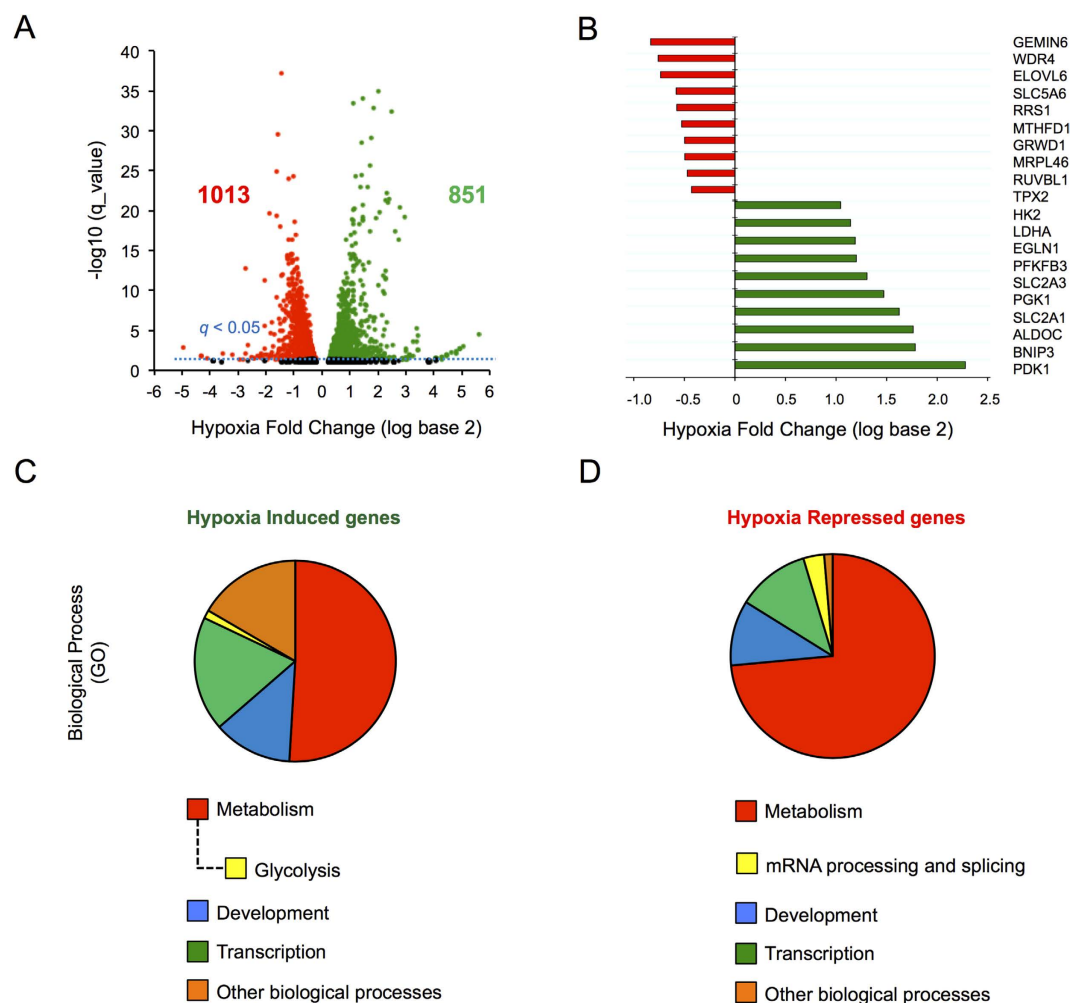 A
40
35
30
25
20
15
10
5
0
-log10 (q_value)
1013
851
q < 0.05
-6 -5 -4 -3 -2 -1 0 1 2 3 4 5 6
Hypoxia Fold Change (log base 2)
B
GEMIN6
WDR4
ELOVL6
SLC5A6
RRS1
MTHFD1
GRWD1
MRPL46
RUVBL1
TPX2
HK2
LDHA
EGLN1
PFKFB3
SLC2A3
PGK1
SLC2A1
ALDOC
BNIP3
PDK1
-1.0 -0.5 0 0.5 1.0 1.5 2.0 2.5
Hypoxia Fold Change (log base 2)
C
Hypoxia Induced genes
Biological Process
(GO)
Metabolism
Glycolysis
Development
Transcription
Other biological processes
D
Hypoxia Repressed genes
Metabolism
mRNA processing and splicing
Development
Transcription
Other biological processes